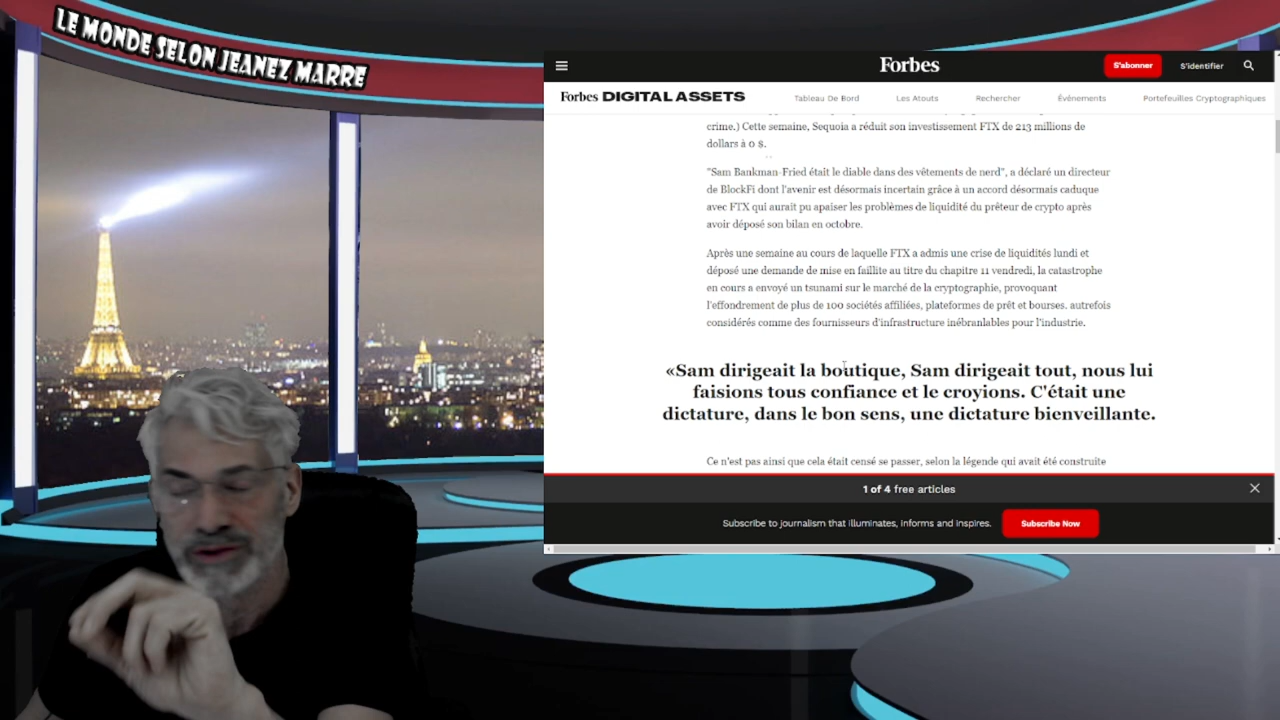 LE MONDE SELON JEANEZ MARRE
Forbes
S'abonner
S'identifier
Forbes DIGITAL ASSETS
Tableau De Bord
Les Atouts
Rechercher
Événements
Portefeuilles Cryptographiques
crime.) Cette semaine, Sequoia a réduit son investissement FTX de 213 millions de
dollars à 0 $.
"Sam Bankman-Fried était le diable dans des vêtements de nerd", a déclaré un directeur
de BlockFi dont l'avenir est désormais incertain grâce à un accord désormais caduque
avec FTX qui aurait pu apaiser les problèmes de liquidité du prêteur de crypto après
avoir déposé son bilan en octobre.
Après une semaine au cours de laquelle FTX a admis une crise de liquidités lundi et
déposé une demande de mise en faillite au titre du chapitre 11 vendredi, la catastrophe
en cours a envoyé un tsunami sur le marché de la cryptographie, provoquant
l'effondrement de plus de 100 sociétés affiliées, plateformes de prêt et bourses. autrefois
considérés comme des fournisseurs d'infrastructure inébranlables pour l'industrie.
«Sam dirigeait la boutique, Sam dirigeait tout, nous lui
faisions tous confiance et le croyions. C'était une
dictature, dans le bon sens, une dictature bienveillante.
Ce n'est pas ainsi que cela était censé se passer, selon la légende qui avait été construite
1 of 4 free articles
Subscribe to journalism that illuminates, informs and inspires.
Subscribe Now